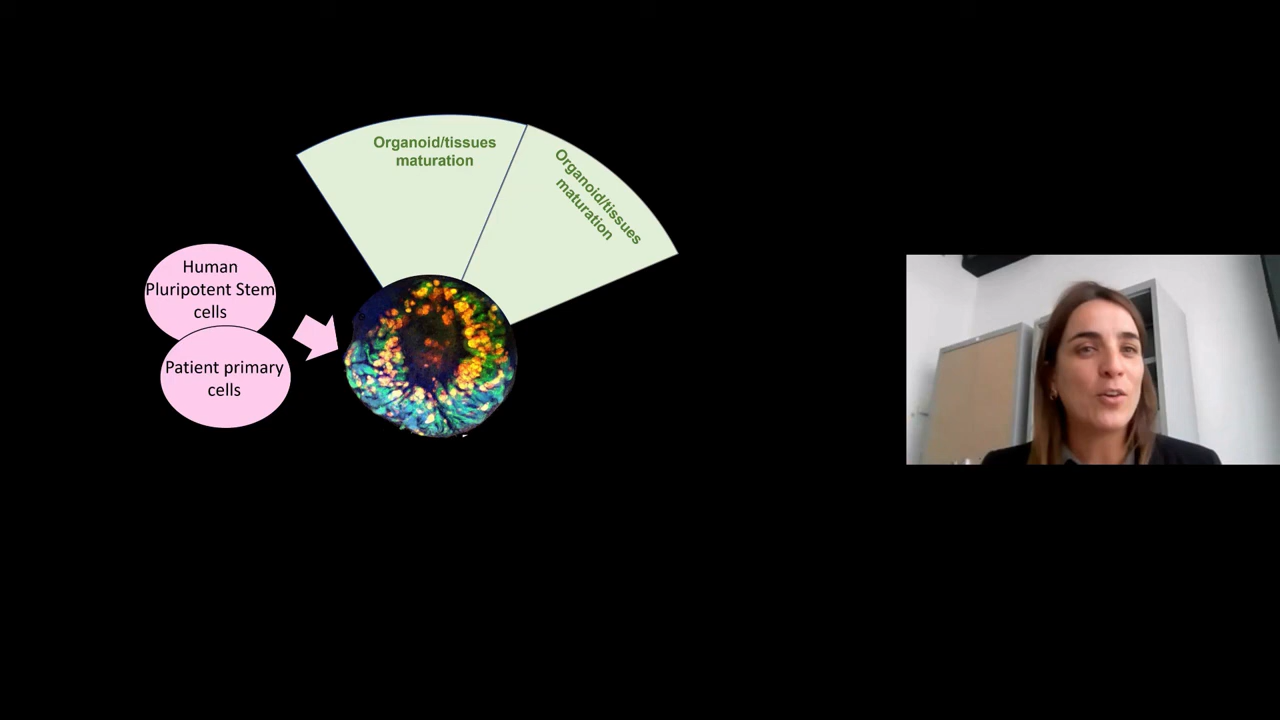 Organoid/tissues
maturation
Organoid/tissues
maturation
Human
Pluripotent Stem
cells
Patient primary
cells